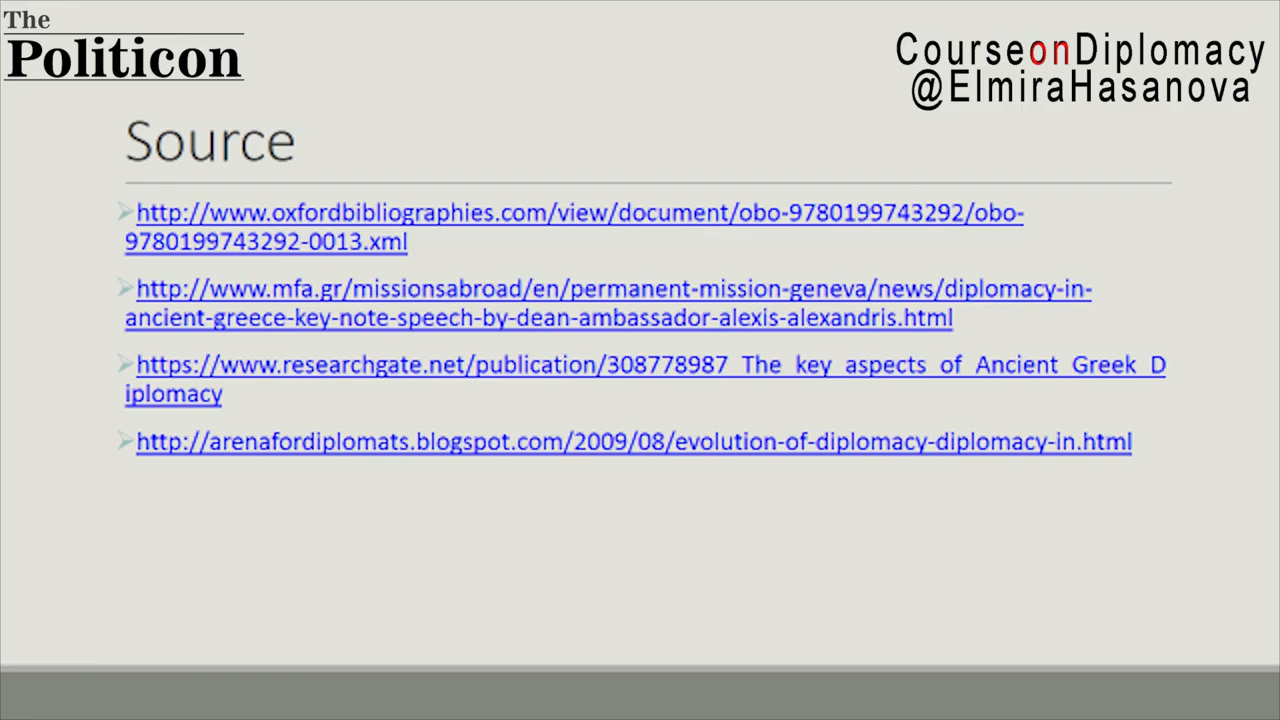 The
Politicon
CourseonDiplomacy
@ElmiraHasanova
Source
http://www.oxfordbibliographies.com/view/document/obo-9780199743292/obo-
9780199743292-0013.xml
http://www.mfa.gr/missionsabroad/en/permanent-mission-geneva/news/diplomacy-in-
ancient-greece-key-note-speech-by-dean-ambassador-alexis-alexandris.html
https://www.researchgate.net/publication/308778987_The_key_aspects_of_Ancient_Greek_D
iplomacy
http://arenafordiplomats.blogspot.com/2009/08/evolution-of-diplomacy-diplomacy-in.html